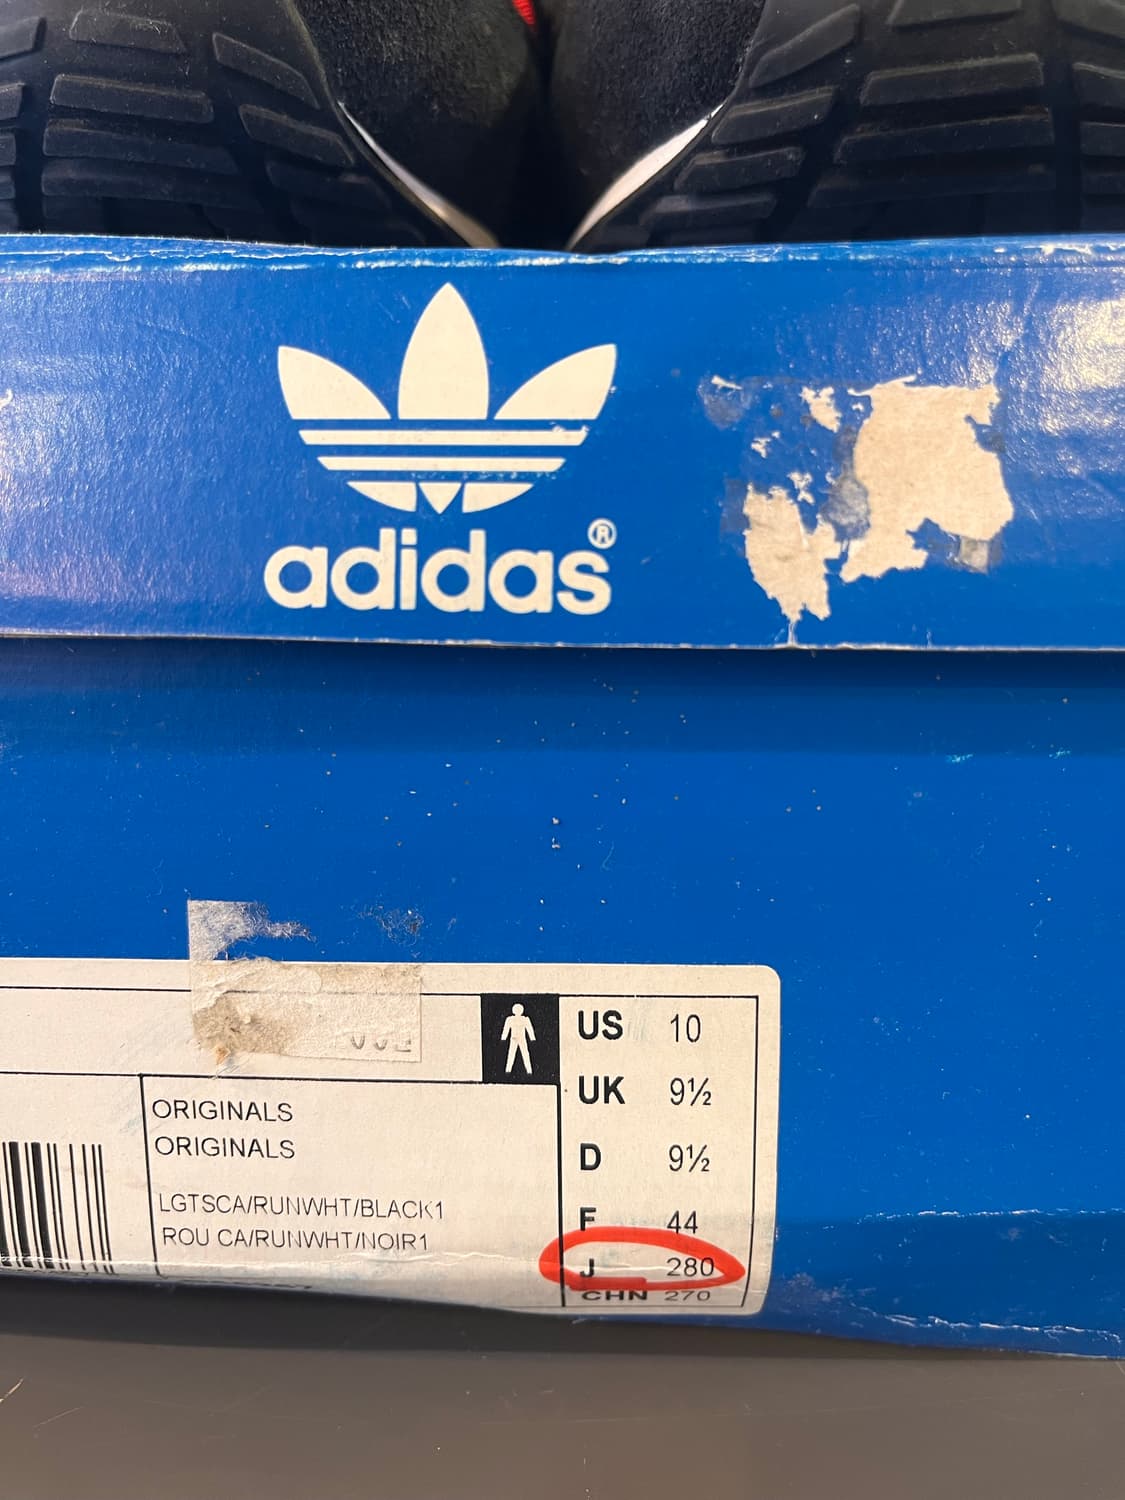 adidas®
US 10
UK 9½
D 9½
F 44
J 280
CHN 270
ORIGINALS
ORIGINALS
LGTSCA/RUNWHT/BLACK1
ROU CA/RUNWHT/NOIR1